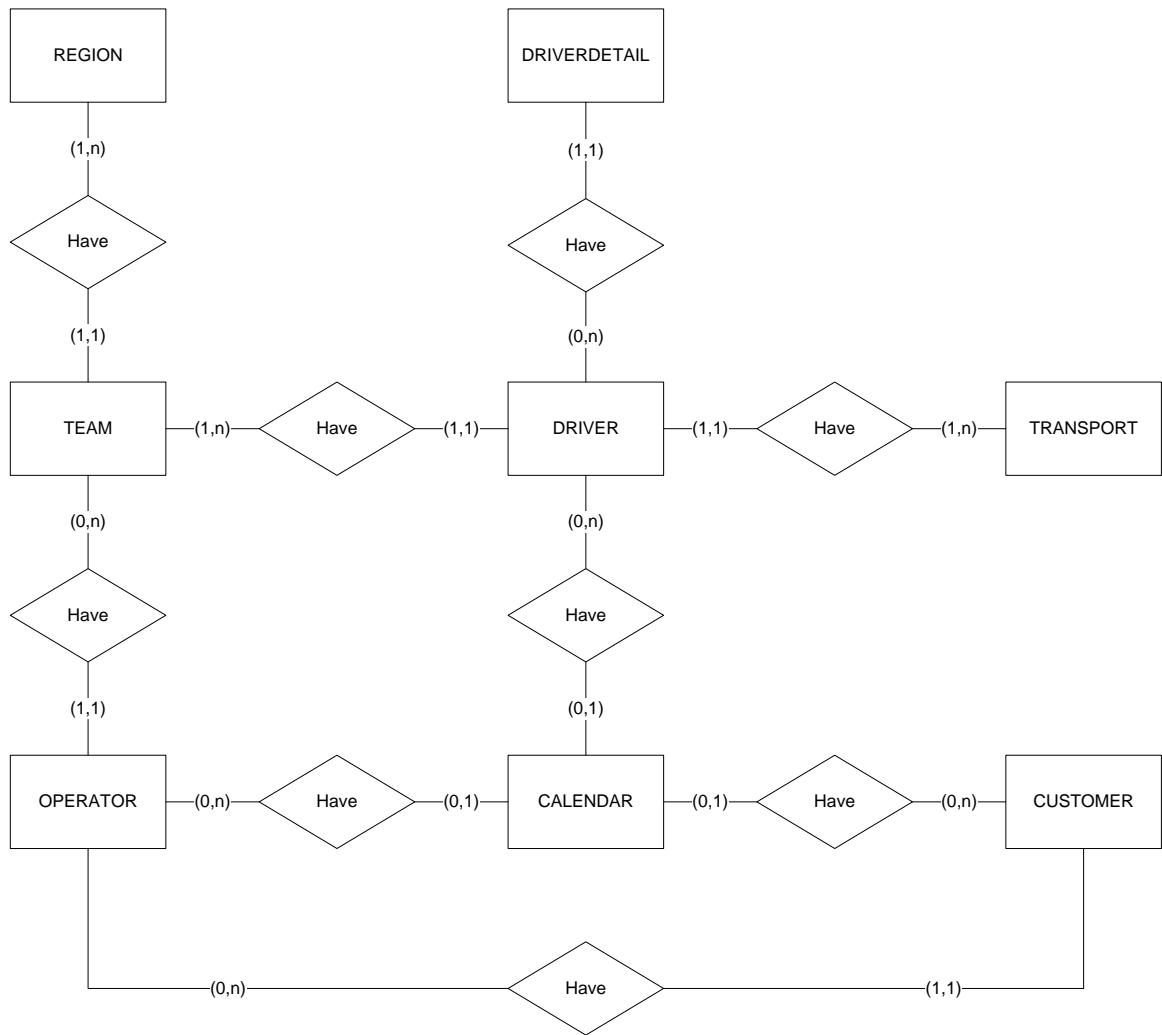 REGION
DRIVERDETAIL
(1,n)
(1,1)
Have
Have
(1,1)
(0,n)
TEAM
(1,n)
Have
(1,1)
DRIVER
(1,1)
Have
(1,n)
TRANSPORT
(0,n)
(0,n)
Have
Have
(1,1)
(0,1)
OPERATOR
(0,n)
Have
(0,1)
CALENDAR
(0,1)
Have
(0,n)
CUSTOMER
(0,n)
Have
(1,1)